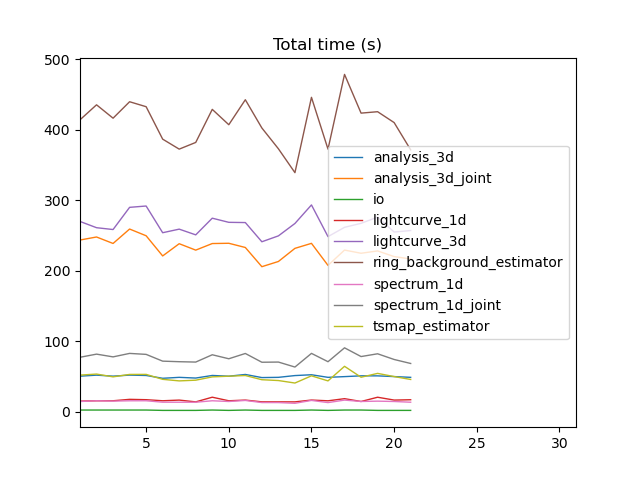 Total time (s)
500
400
300
200
100
0
analysis_3d
analysis_3d_joint
io
lightcurve_1d
lightcurve_3d
ring_background_estimator
spectrum_1d
spectrum_1d_joint
tsmap_estimator
5 10 15 20 25 30